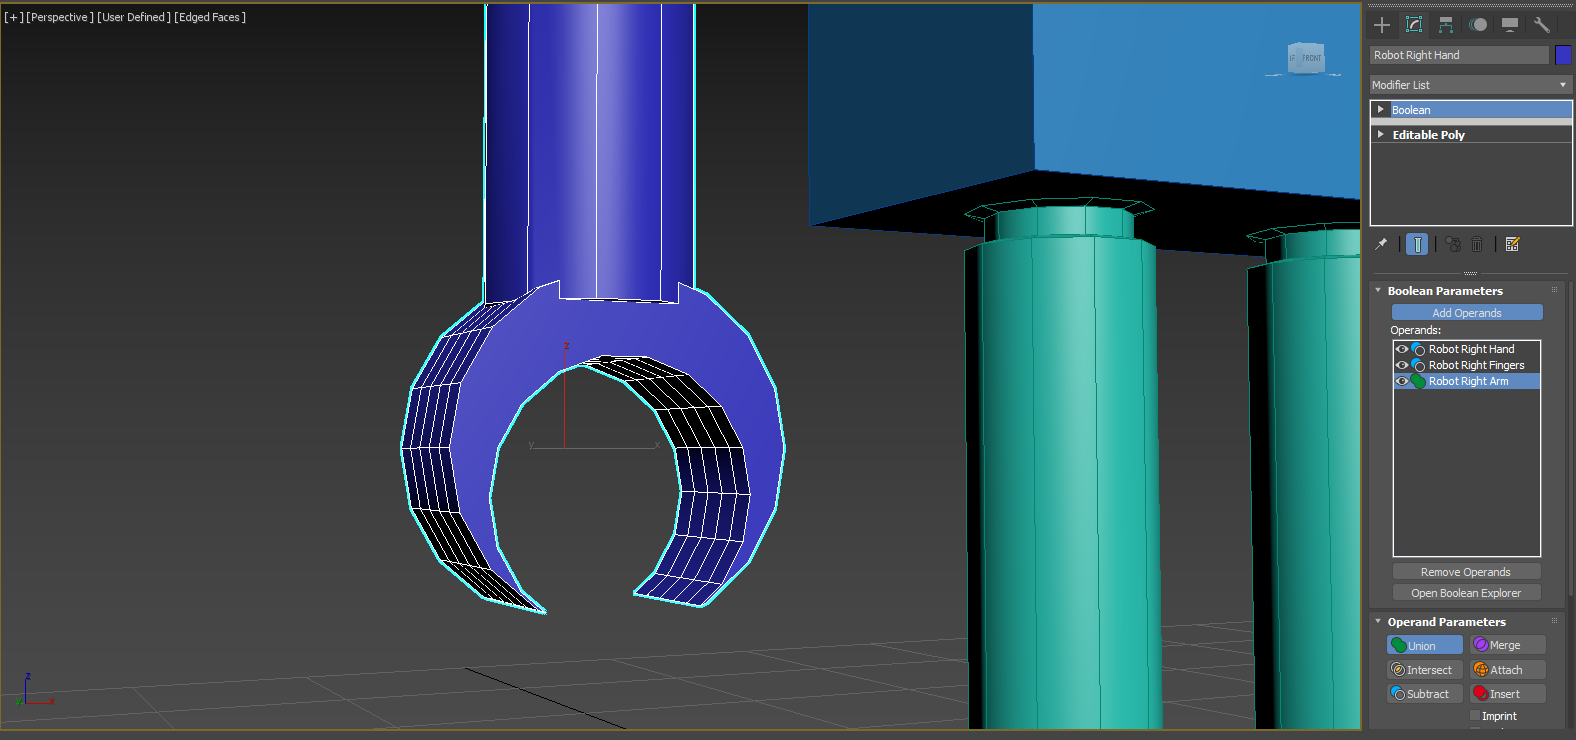 [+] [Perspective] [User Defined] [Edged Faces]
FRONT
z
y
x
z
x
Robot Right Hand
Modifier List
Boolean
Editable Poly
Boolean Parameters
Add Operands
Operands:
Robot Right Hand
Robot Right Fingers
Robot Right Arm
Remove Operands
Open Boolean Explorer
Operand Parameters
Union
Merge
Intersect
Attach
Subtract
Insert
Imprint